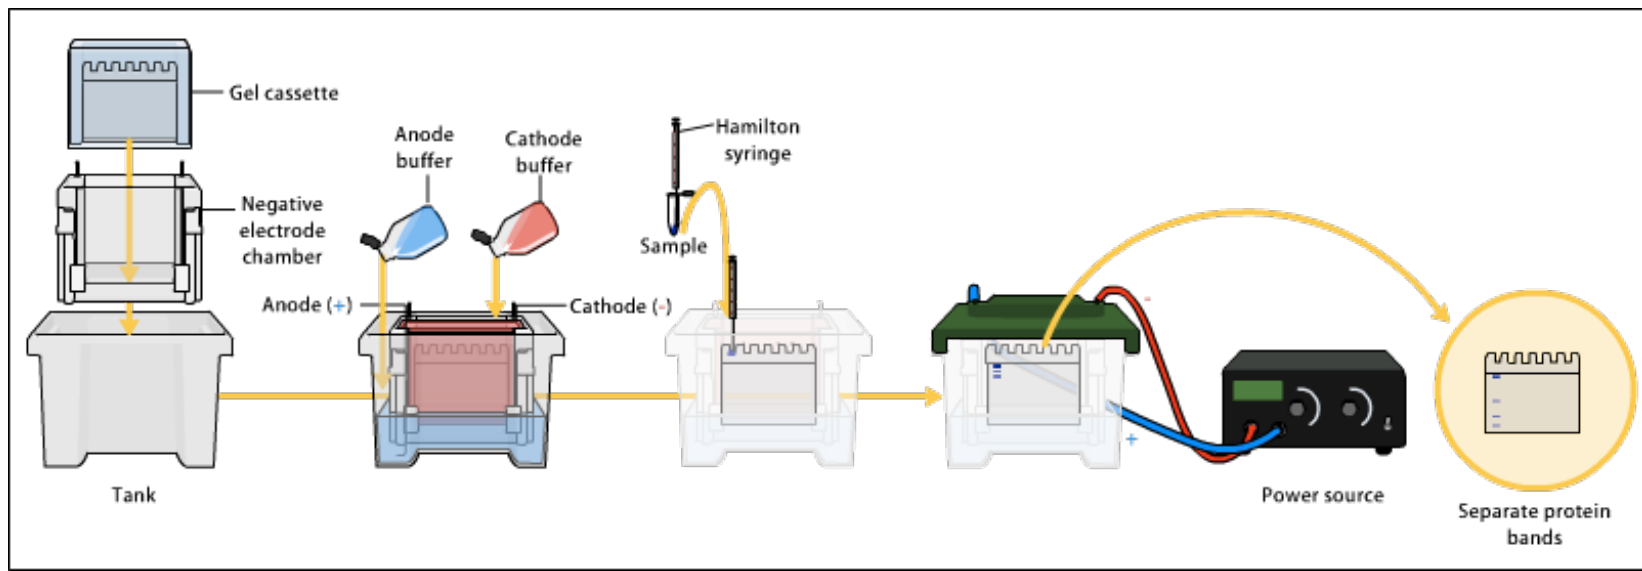 Gel cassette
Negative
electrode
chamber
Tank
Anode
buffer
Cathode
buffer
Anode (+)
Cathode (-)
Hamilton
syringe
Sample
-
+
Power source
Separate protein
bands